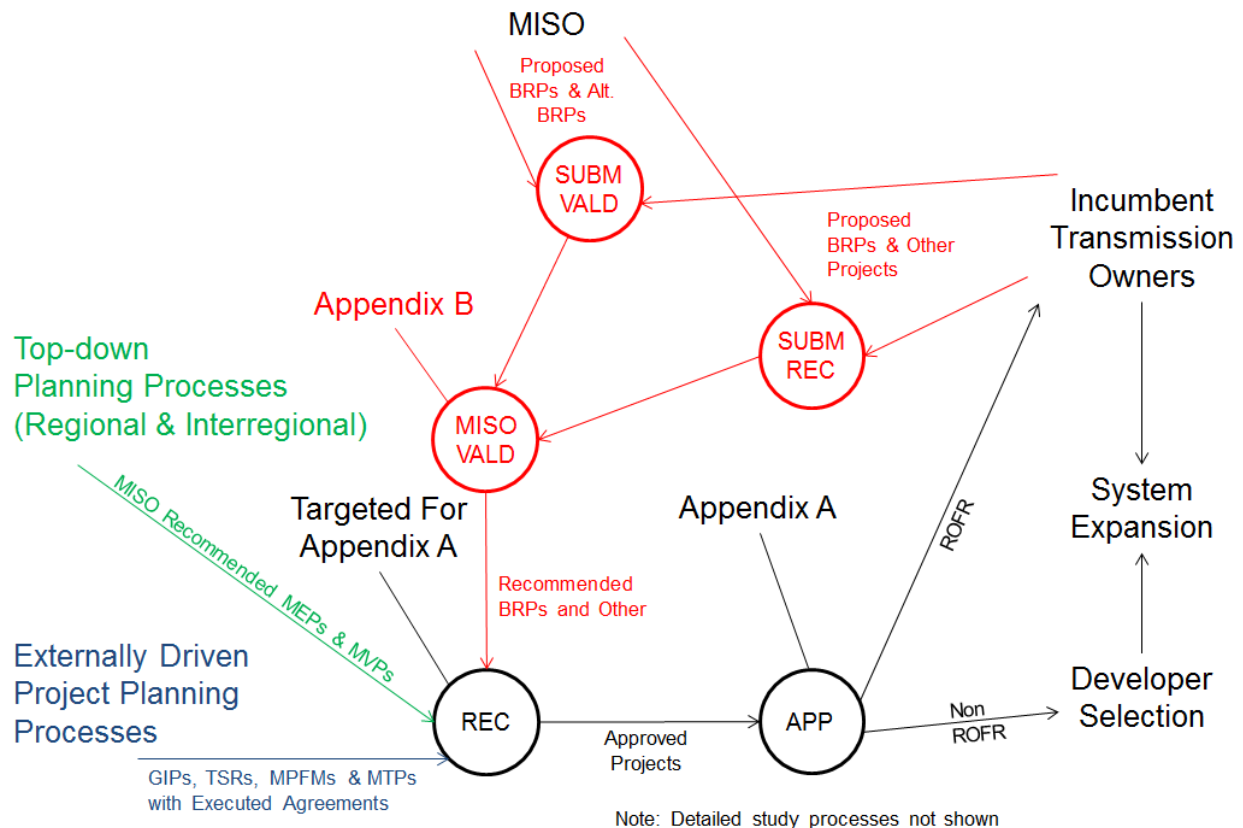 MISO
Proposed
BRPs & Alt.
BRPs
SUBM
VALD
Incumbent
Transmission
Owners
Proposed
BRPs & Other
Projects
Appendix B
SUBM
REC
Top-down
Planning Processes
(Regional & Interregional)
MISO
VALD
MISO Recommended MEPs & MVPs
Targeted For
Appendix A
Appendix A
ROFR
System
Expansion
Recommended
BRPs and Other
Externally Driven
Project Planning
Processes
REC
Approved
Projects
APP
Non
ROFR
Developer
Selection
GIPs, TSRs, MPFMs & MTPs
with Executed Agreements
Note: Detailed study processes not shown